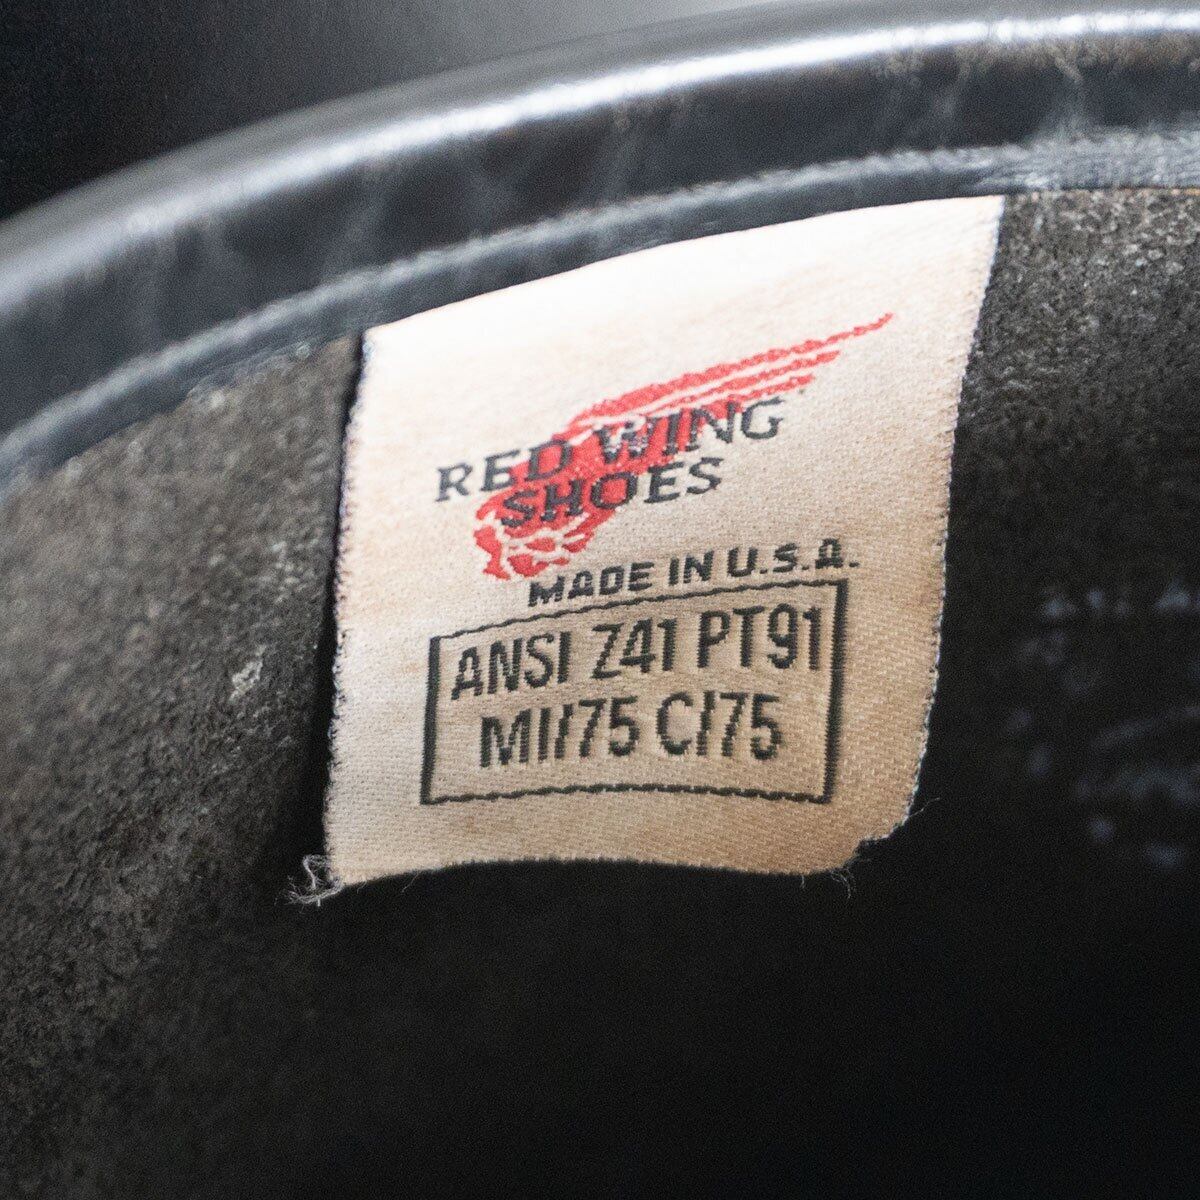 RED WING
SHOES
MADE IN U.S.A.
ANSI Z41 PT91
MI/75 C/75